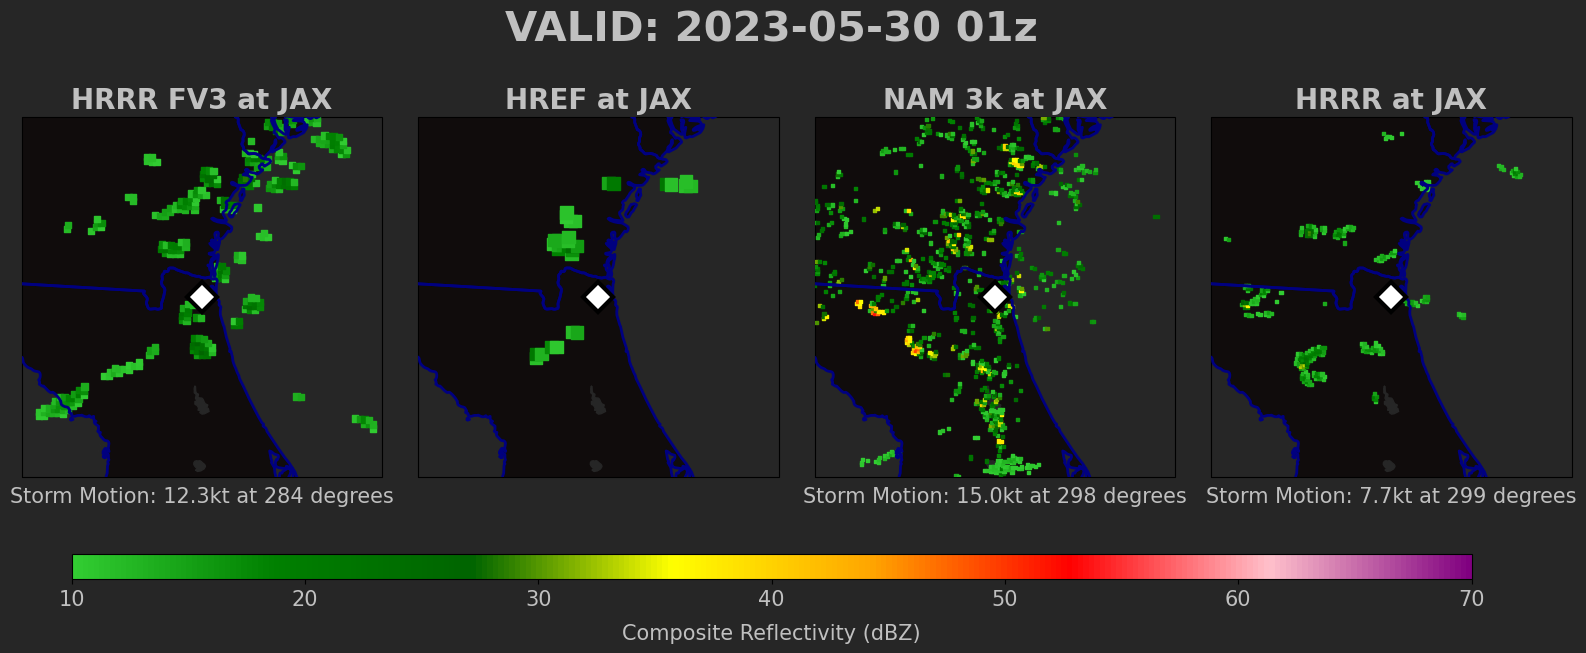 VALID: 2023-05-30 01z
HRRR FV3 at JAX
HREF at JAX
NAM 3k at JAX
HRRR at JAX
Storm Motion: 12.3kt at 284 degrees
Storm Motion: 15.0kt at 298 degrees
Storm Motion: 7.7kt at 299 degrees
10 20 30 40 50 60 70
Composite Reflectivity (dBZ)